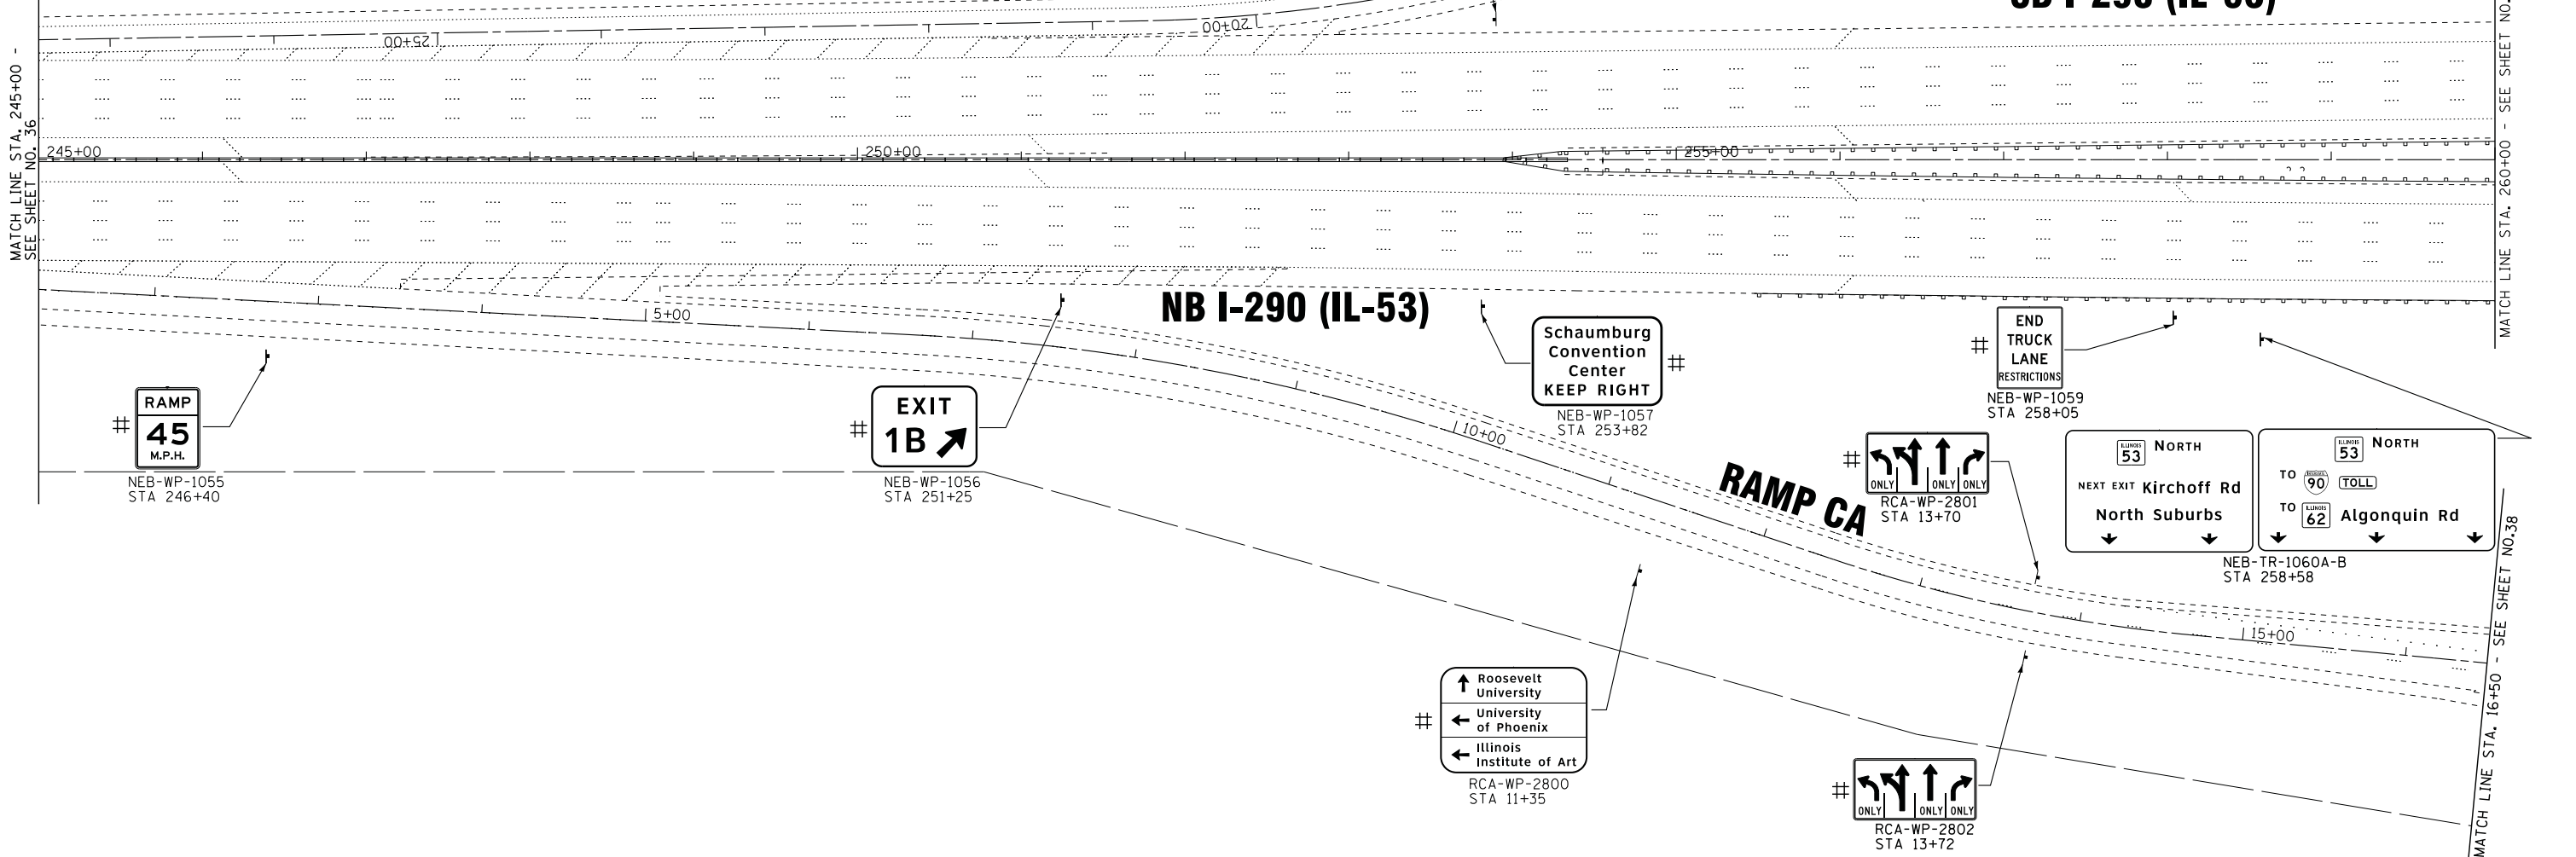 MATCH LINE STA. 245+00 -
SEE SHEET NO. 36
25+00
20+00
245+00
250+00
255+00
MATCH LINE STA. 260+00 - SEE SHEET NO.
5+00
NB I-290 (IL-53)
RAMP
45
M.P.H.
#
NEB-WP-1055
STA 246+40
EXIT
1B
#
NEB-WP-1056
STA 251+25
Schaumburg
Convention
Center
KEEP RIGHT
#
NEB-WP-1057
STA 253+82
END
TRUCK
LANE
RESTRICTIONS
#
NEB-WP-1059
STA 258+05
10+00
RAMP CA
#
ONLY ONLY ONLY
RCA-WP-2801
STA 13+70
ILLINOIS
53 NORTH
NEXT EXIT Kirchoff Rd
North Suburbs
ILLINOIS
53 NORTH
TO 90 TOLL
TO ILLINOIS 62 Algonquin Rd
NEB-TR-1060A-B
STA 258+58
15+00
MATCH LINE STA. 16+50 - SEE SHEET NO.38
Roosevelt
University
University
of Phoenix
Illinois
Institute of Art
#
RCA-WP-2800
STA 11+35
#
ONLY ONLY ONLY
RCA-WP-2802
STA 13+72